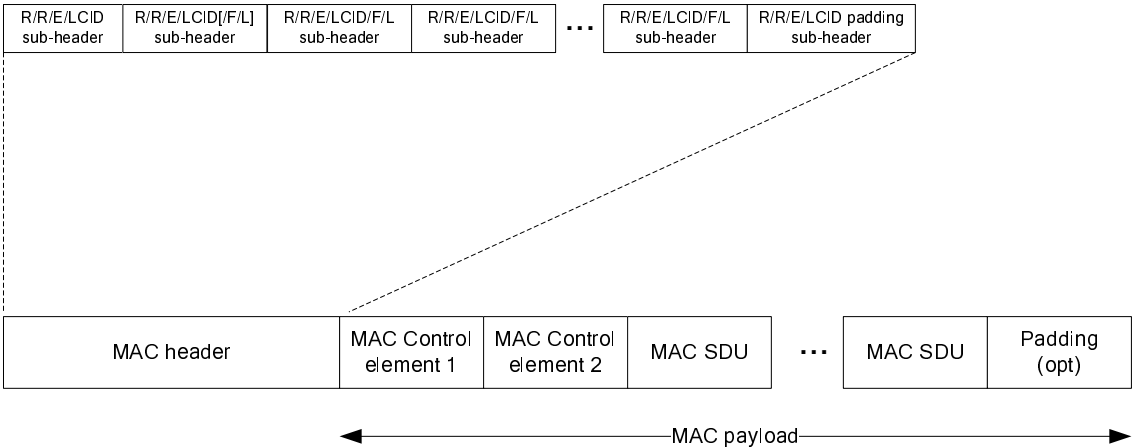 R/R/E/LCID
sub-header
R/R/E/LCID[/F/L]
sub-header
R/R/E/LCID/F/L
sub-header
R/R/E/LCID/F/L
sub-header
...
R/R/E/LCID/F/L
sub-header
R/R/E/LCID padding
sub-header
MAC header
MAC Control
element 1
MAC Control
element 2
MAC SDU
...
MAC SDU
Padding
(opt)
MAC payload